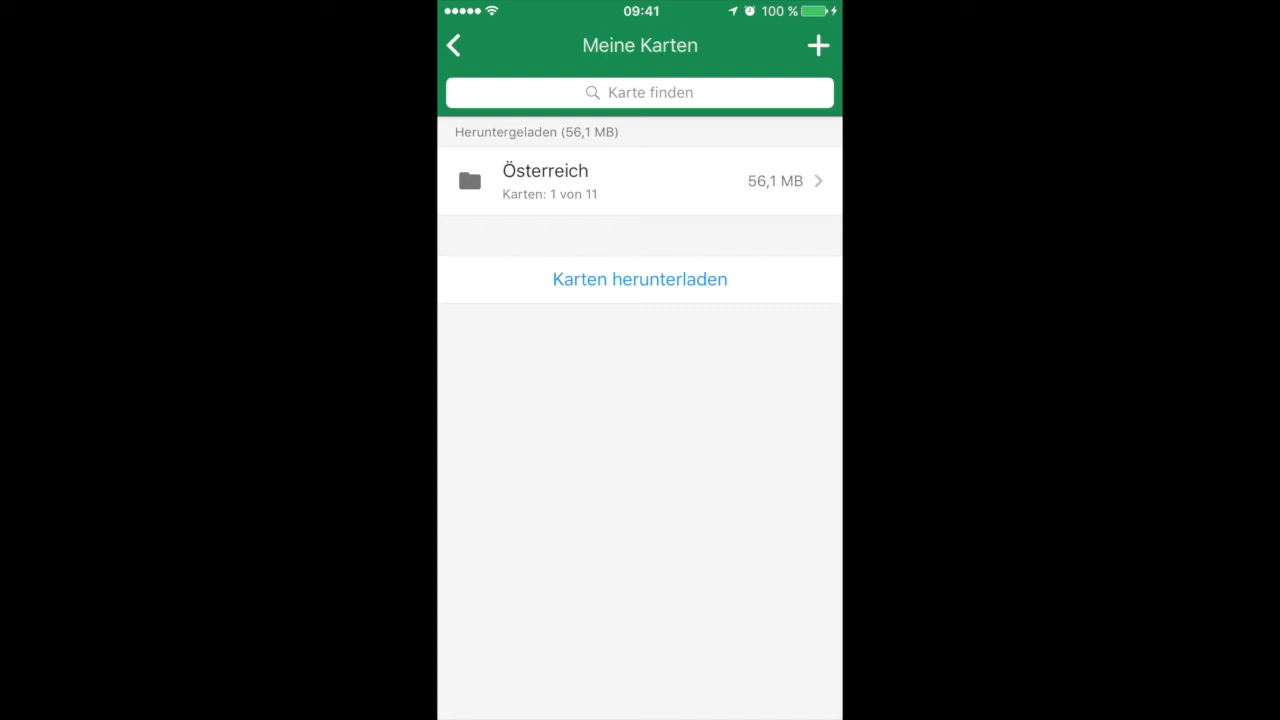 09:41
100 %
Meine Karten
Karte finden
Heruntergeladen (56,1 MB)
Österreich
56,1 MB
Karten: 1 von 11
Karten herunterladen